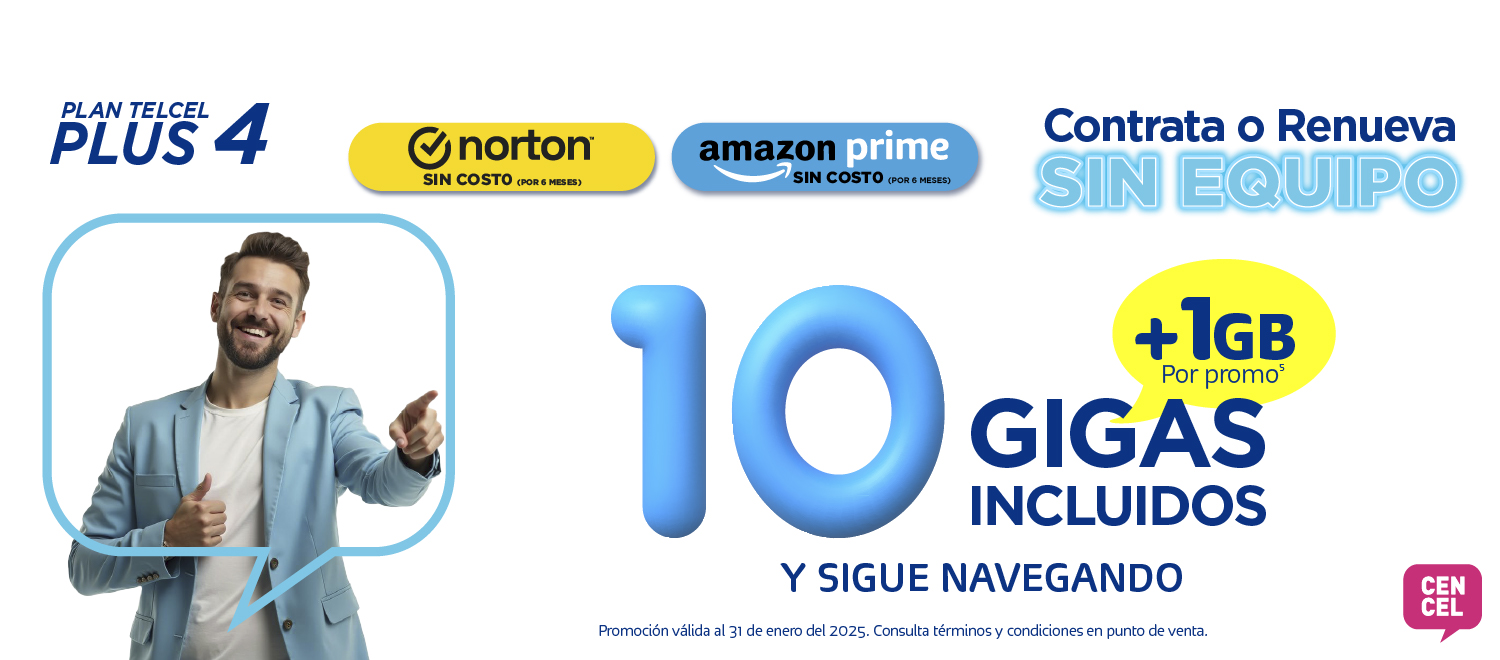 PLAN TELCEL
PLUS 4
norton™
SIN COSTO (POR 6 MESES)
amazon prime
SIN COSTO (POR 6 MESES)
Contrata o Renueva
SIN EQUIPO
+1GB
Por promo⁵
10 GIGAS
INCLUIDOS
Y SIGUE NAVEGANDO
Promoción válida al 31 de enero del 2025. Consulta términos y condiciones en punto de venta.
CEN
CEL